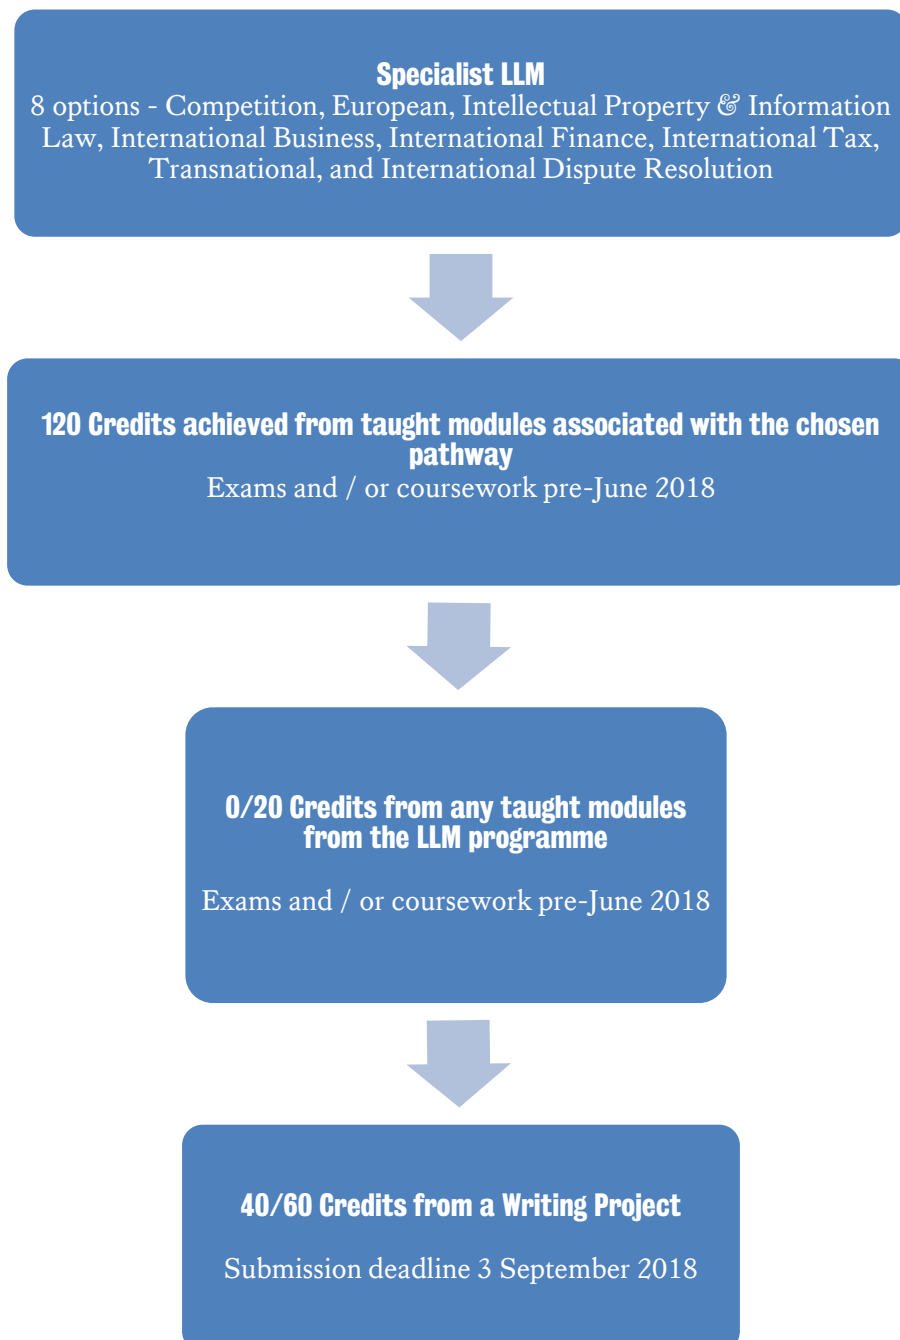 Specialist LLM
8 options - Competition, European, Intellectual Property & Information
Law, International Business, International Finance, International Tax,
Transnational, and International Dispute Resolution
120 Credits achieved from taught modules associated with the chosen
pathway
Exams and / or coursework pre-June 2018
0/20 Credits from any taught modules
from the LLM programme
Exams and / or coursework pre-June 2018
40/60 Credits from a Writing Project
Submission deadline 3 September 2018